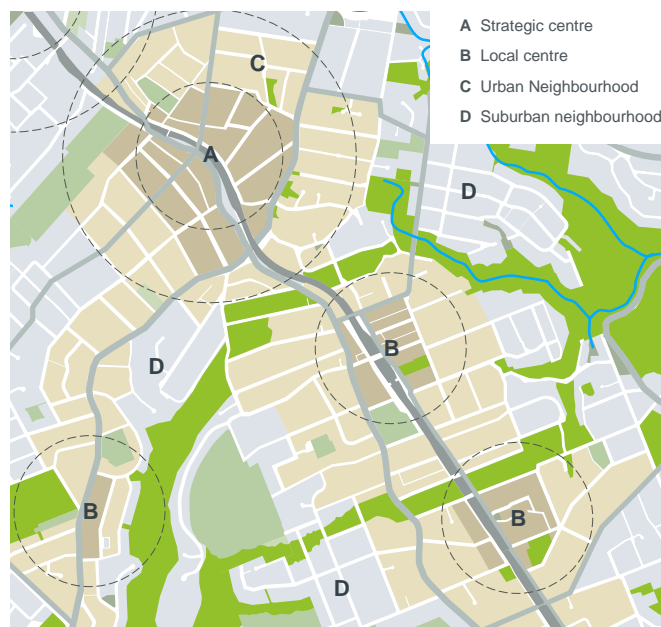 A Strategic centre
B Local centre
C Urban Neighbourhood
D Suburban neighbourhood
C
A
D
B
D
B
B
D